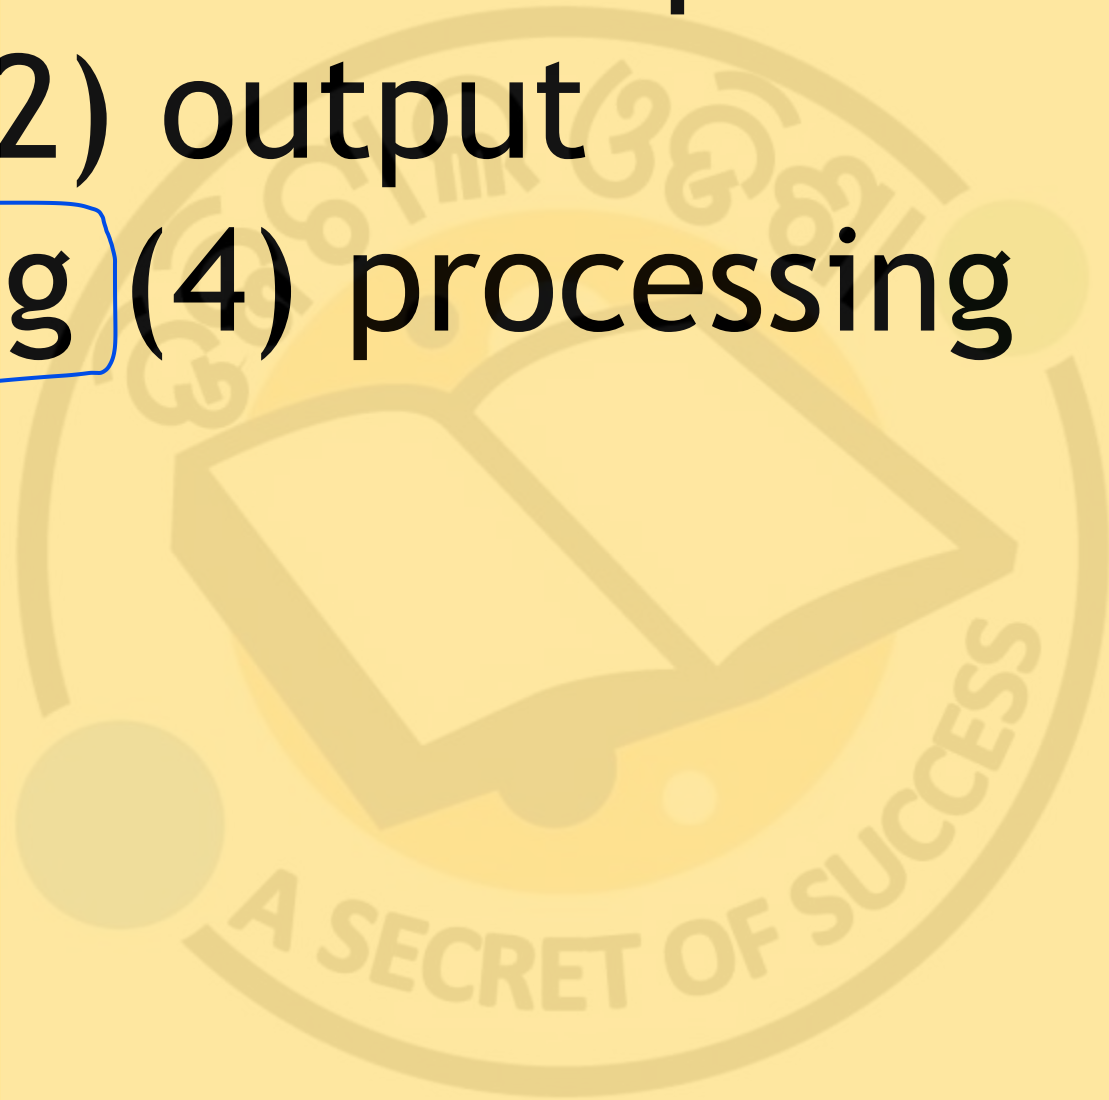 2) output
g (4) processing
A SECRET OF SUCCESS